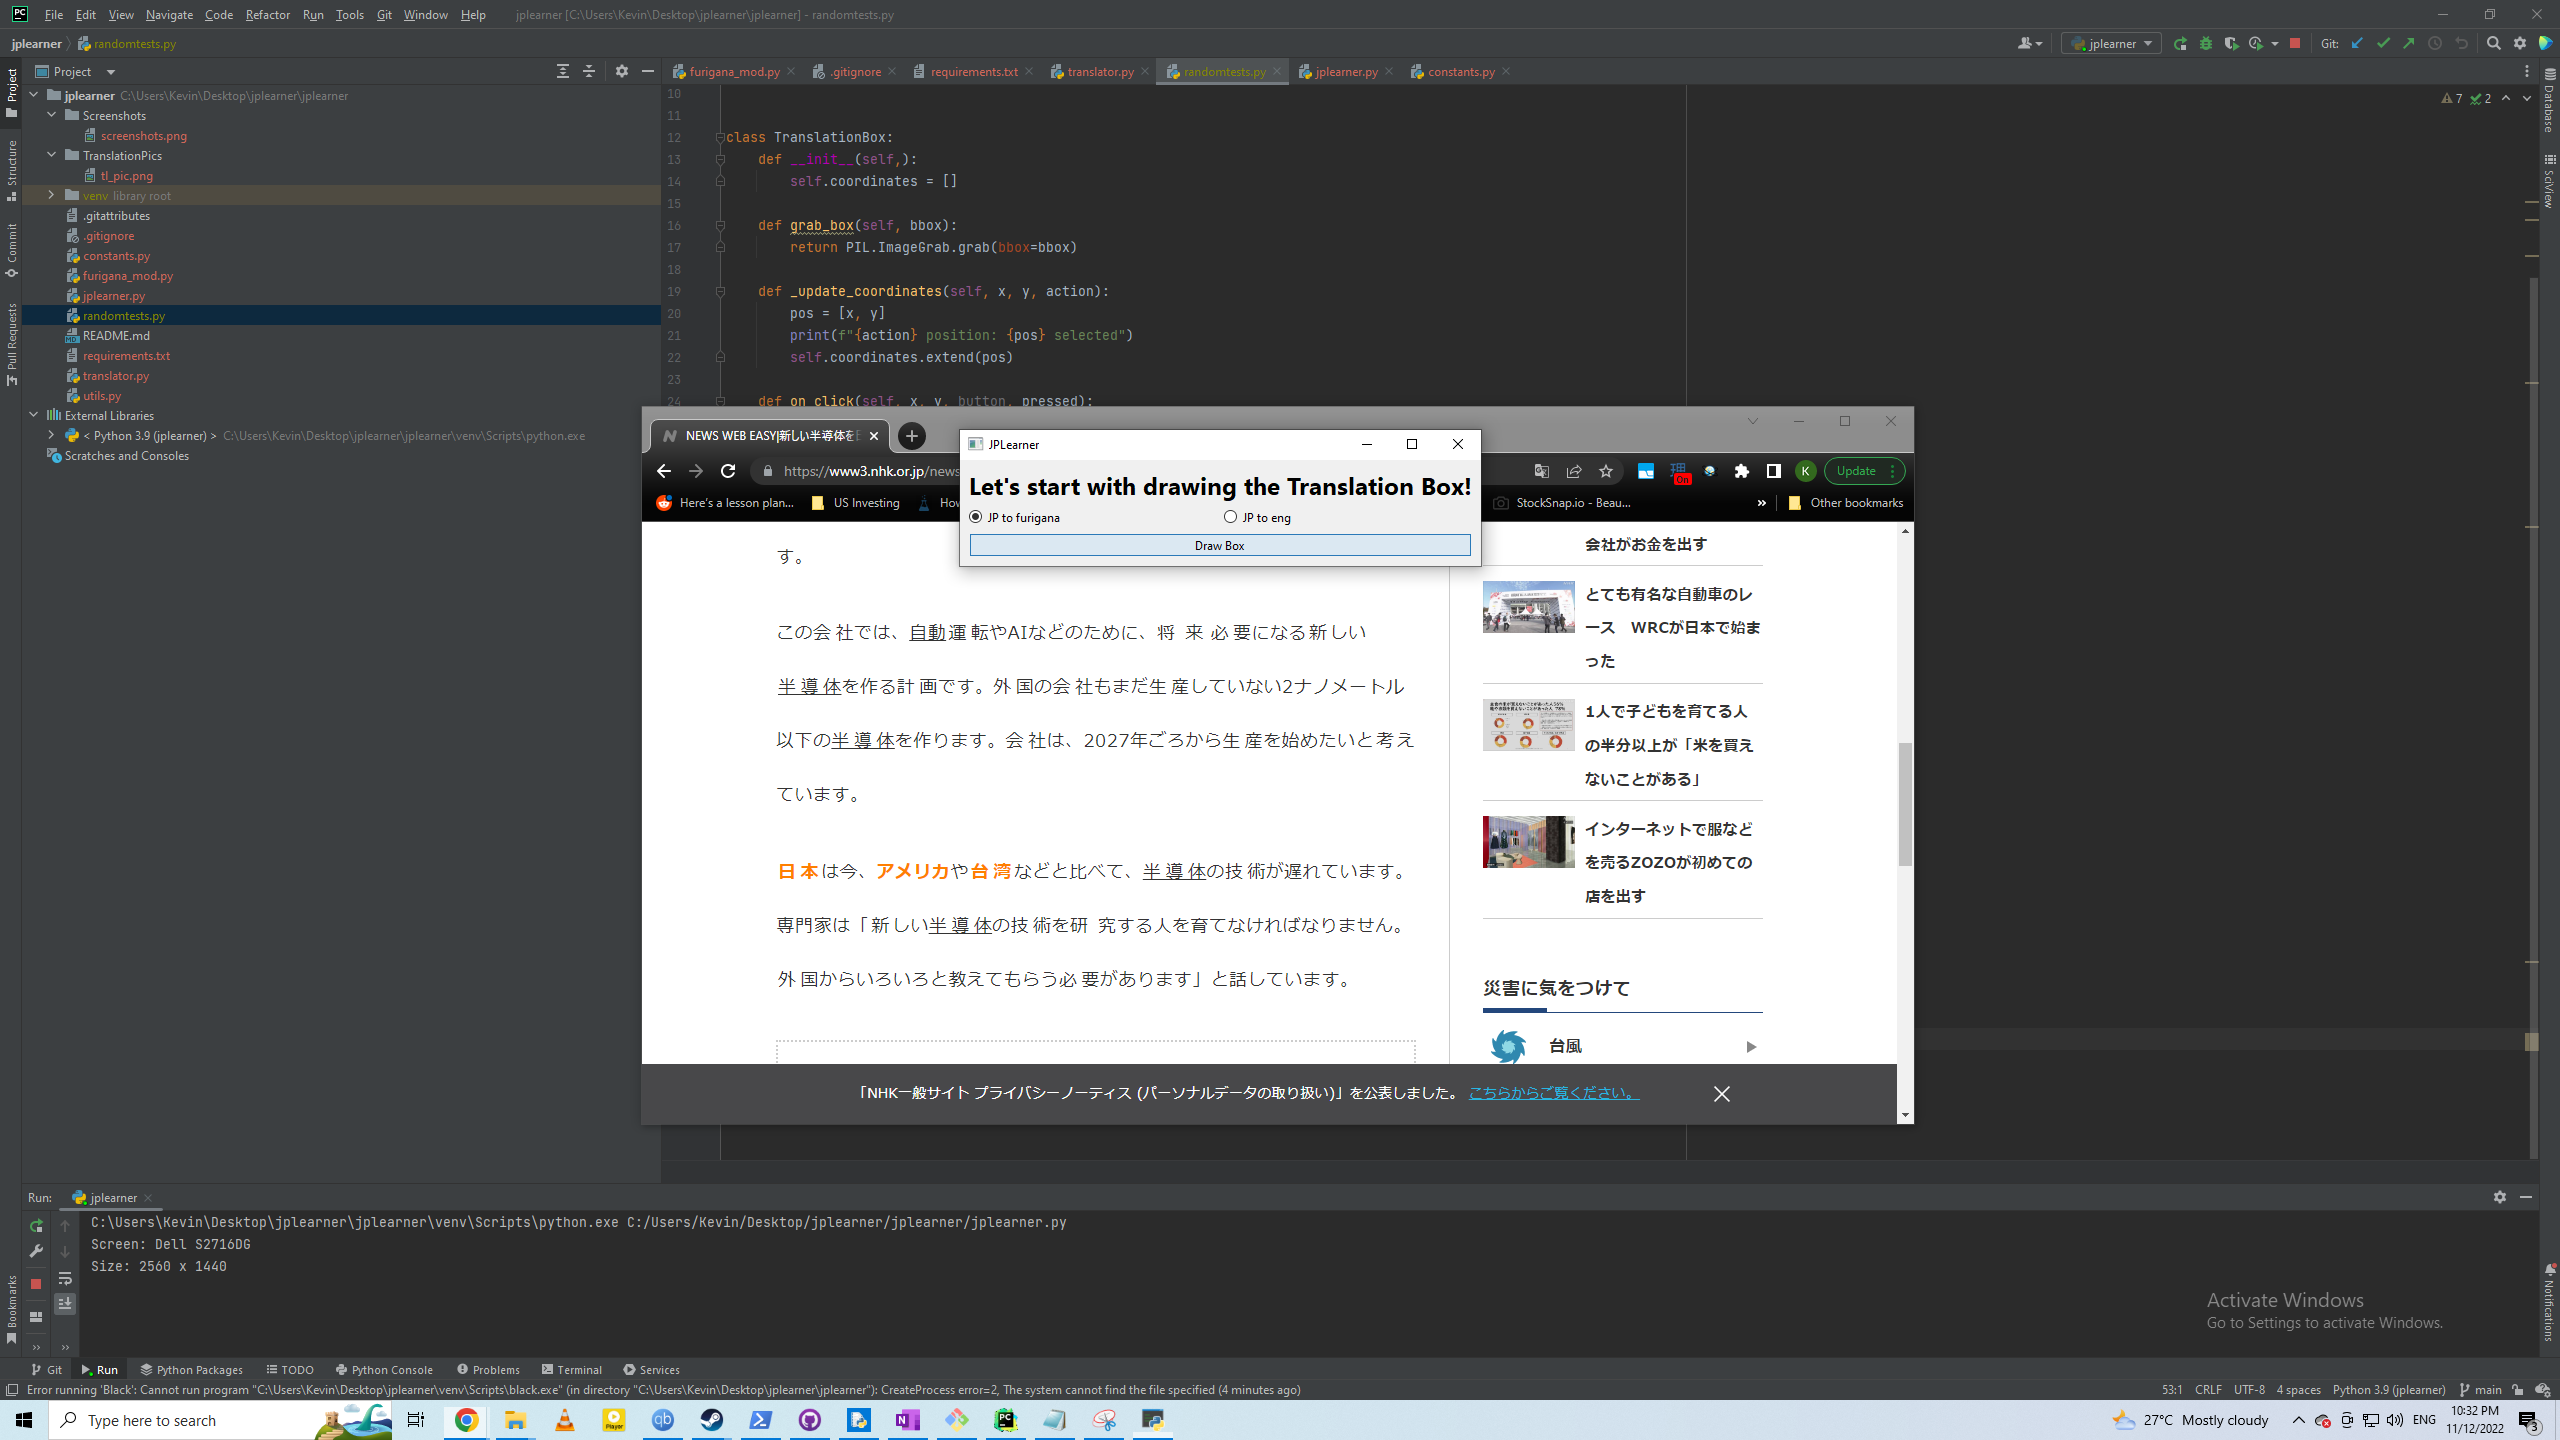 File Edit View Navigate Code Refactor Run Tools Git Window Help jplearner [C:\Users\Kevin\Desktop\jplearner\jplearner] - randomtests.py
jplearner randomtests.py
jplearner Git:
Project
furigana_mod.py .gitignore requirements.txt translator.py randomtests.py jplearner.py constants.py
jplearner C:\Users\Kevin\Desktop\jplearner\jplearner
Screenshots
screenshots.png
TranslationPics
tl_pic.png
venv library root
.gitattributes
.gitignore
constants.py
furigana_mod.py
jplearner.py
randomtests.py
README.md
requirements.txt
translator.py
utils.py
External Libraries
< Python 3.9 (jplearner) > C:\Users\Kevin\Desktop\jplearner\jplearner\venv\Scripts\python.exe
Scratches and Consoles
Project
Structure
Commit
Pull Requests
Bookmarks
10
11
12 class TranslationBox:
13 def __init__(self,):
14 self.coordinates = []
15
16 def grab_box(self, bbox):
17 return PIL.ImageGrab.grab(bbox=bbox)
18
19 def _update_coordinates(self, x, y, action):
20 pos = [x, y]
21 print(f"{action} position: {pos} selected")
22 self.coordinates.extend(pos)
23
24 def on_click(self, x, y, button, pressed):
7 2
Database
SciView
Notifications
NEWS WEB EASY|新しい半導体を
https://www3.nhk.or.jp/news
On
K
Update
Here's a lesson plan... US Investing How StockSnap.io - Beau... » Other bookmarks
JPLearner
Let's start with drawing the Translation Box!
JP to furigana JP to eng
Draw Box
す。
この会社では、自動運転やAIなどのために、将来必要になる新しい
半導体を作る計画です。外国の会社もまだ生産していない2ナノメートル
以下の半導体を作ります。会社は、2027年ごろから生産を始めたいと考え
ています。
日本は今、アメリカや台湾などと比べて、半導体の技術が遅れています。
専門家は「新しい半導体の技術を研究する人を育てなければなりません。
外国からいろいろと教えてもらう必要があります」と話しています。
会社がお金を出す
とても有名な自動車のレ
ース　WRCが日本で始ま
った
1人で子どもを育てる人
の半分以上が「米を買え
ないことがある」
インターネットで服など
を売るZOZOが初めての
店を出す
災害に気をつけて
台風
「NHK一般サイト プライバシーノーティス (パーソナルデータの取り扱い)」を公表しました。 こちらからご覧ください。
Run: jplearner
C:\Users\Kevin\Desktop\jplearner\jplearner\venv\Scripts\python.exe C:/Users/Kevin/Desktop/jplearner/jplearner/jplearner.py
Screen: Dell S2716DG
Size: 2560 x 1440
Activate Windows
Go to Settings to activate Windows.
Git Run Python Packages TODO Python Console Problems Terminal Services
Error running 'Black': Cannot run program "C:\Users\Kevin\Desktop\jplearner\venv\Scripts\black.exe" (in directory "C:\Users\Kevin\Desktop\jplearner\jplearner"): CreateProcess error=2, The system cannot find the file specified (4 minutes ago)
53:1 CRLF UTF-8 4 spaces Python 3.9 (jplearner) main
Type here to search
27°C Mostly cloudy ENG 10:32 PM
11/12/2022
3